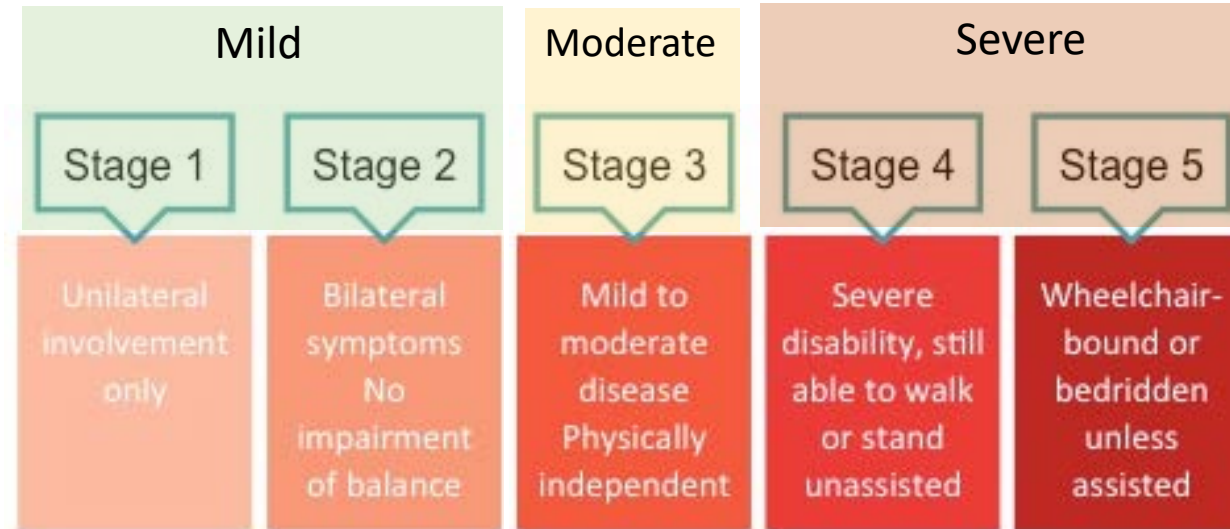 Mild
Moderate
Severe
Stage 1
Stage 2
Stage 3
Stage 4
Stage 5
Unilateral
involvement
only
Bilateral
symptoms
No
impairment
of balance
Mild to
moderate
disease
Physically
independent
Severe
disability, still
able to walk
or stand
unassisted
Wheelchair-
bound or
bedridden
unless
assisted